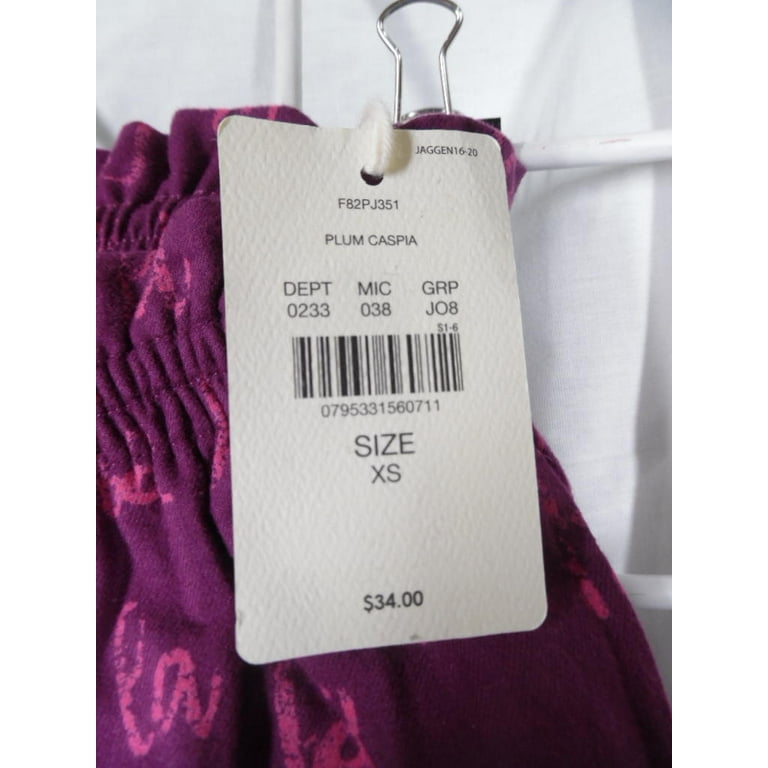 JAGGEN16-20
F82PJ351
PLUM CASPIA
DEPT MIC GRP
0233 038 JO8
S1-6
0795331560711
SIZE
XS
$34.00